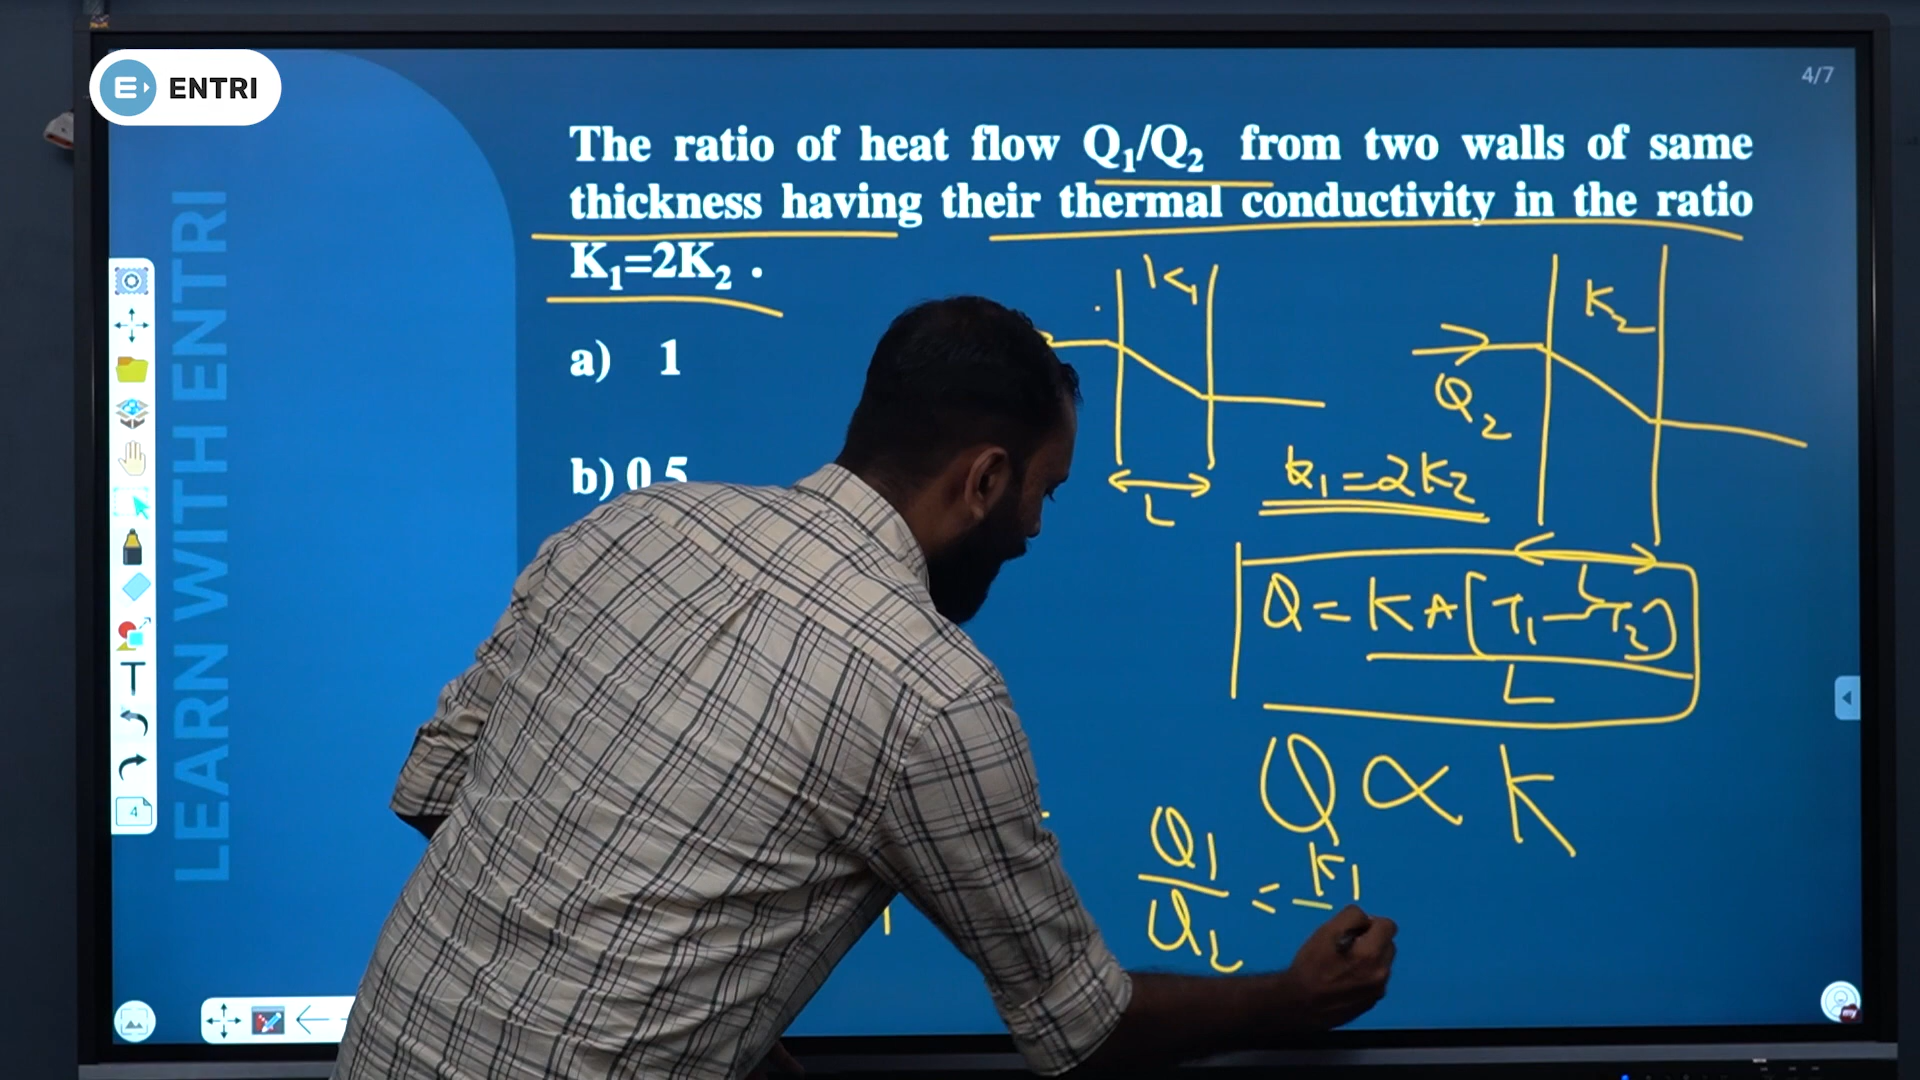 ENTRI
4/7
The ratio of heat flow Q₁/Q₂ from two walls of same
thickness having their thermal conductivity in the ratio
K₁=2K₂ .
a) 1
b) 0.5
LEARN WITH ENTRI
K₁
K₂
Q₂
L
k₁=2K₂
L
Q = KA[T₁-T₂]
L
Q ∝ K
Q₁ = K₁
Q₂
T
4